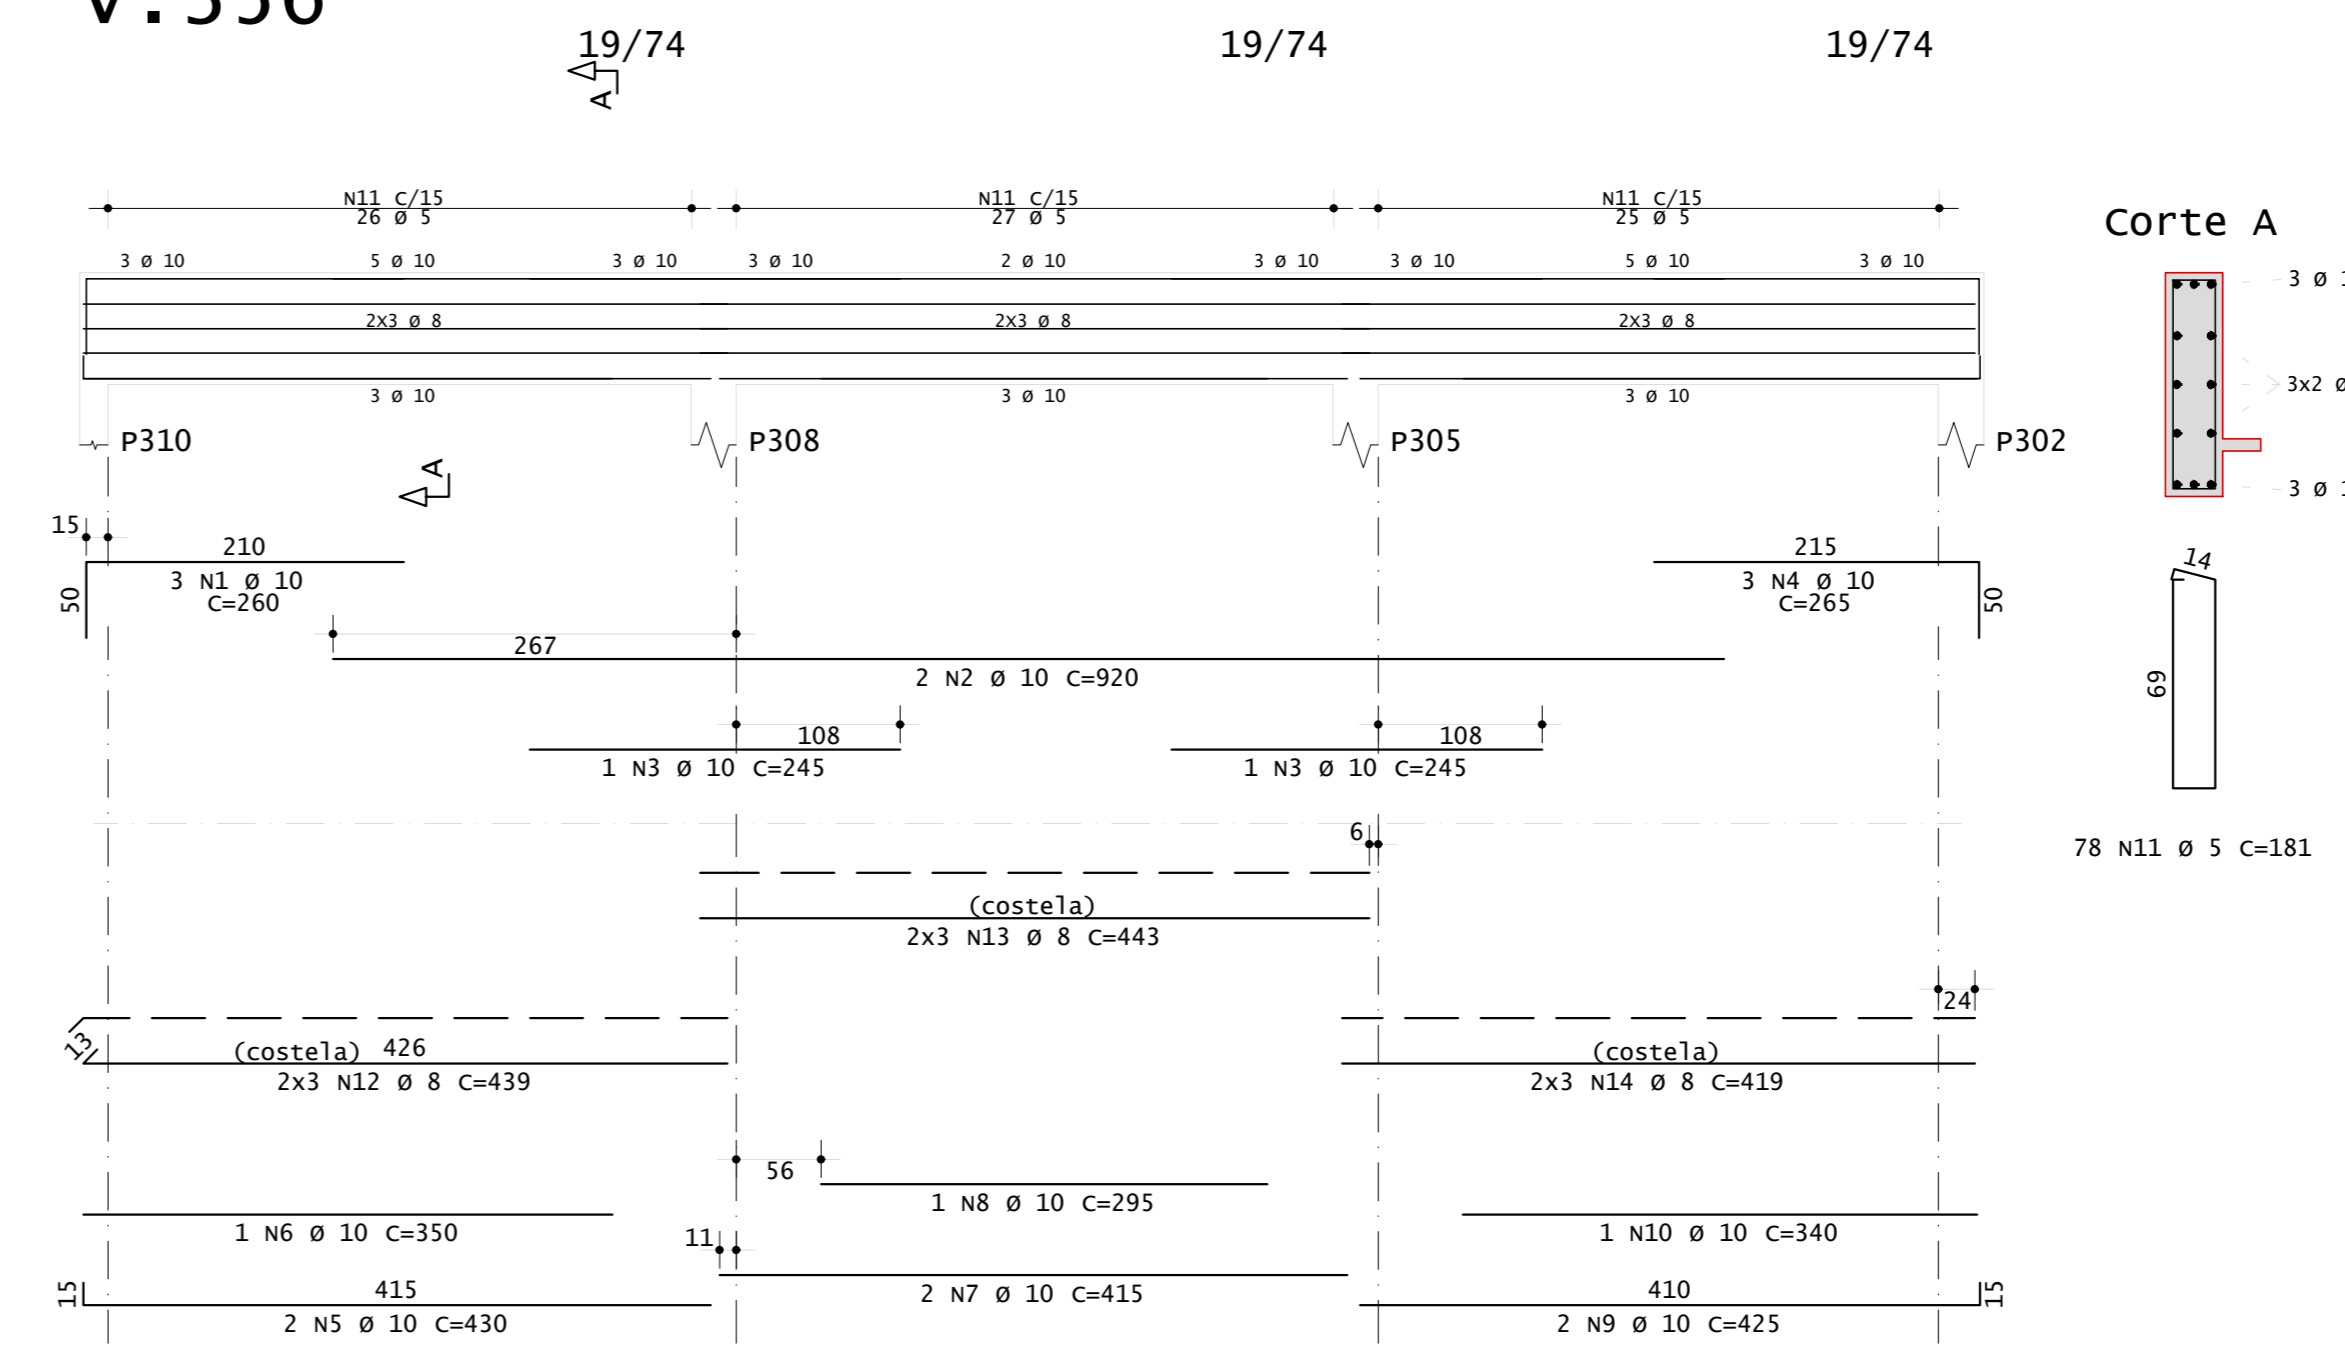 19/74 19/74 19/74
A
N11 C/15 N11 C/15 N11 C/15
26 Ø 5 27 Ø 5 25 Ø 5
Corte A
3 Ø 10 5 Ø 10 3 Ø 10 3 Ø 10 2 Ø 10 3 Ø 10 3 Ø 10 5 Ø 10 3 Ø 10
3 Ø
2x3 Ø 8 2x3 Ø 8 2x3 Ø 8
3x2 Ø
3 Ø 10 3 Ø 10 3 Ø 10
P310 P308 P305 P302
A
3 Ø
15
210 215
14
3 N1 Ø 10 3 N4 Ø 10
C=260 C=265
50 50
267
2 N2 Ø 10 C=920
69
108 108
1 N3 Ø 10 C=245 1 N3 Ø 10 C=245
6
78 N11 Ø 5 C=181
(costela)
2x3 N13 Ø 8 C=443
24
13
(costela) 426 (costela)
2x3 N12 Ø 8 C=439 2x3 N14 Ø 8 C=419
56
1 N8 Ø 10 C=295
1 N6 Ø 10 C=350 1 N10 Ø 10 C=340
11
15 415 410 15
2 N7 Ø 10 C=415
2 N5 Ø 10 C=430 2 N9 Ø 10 C=425